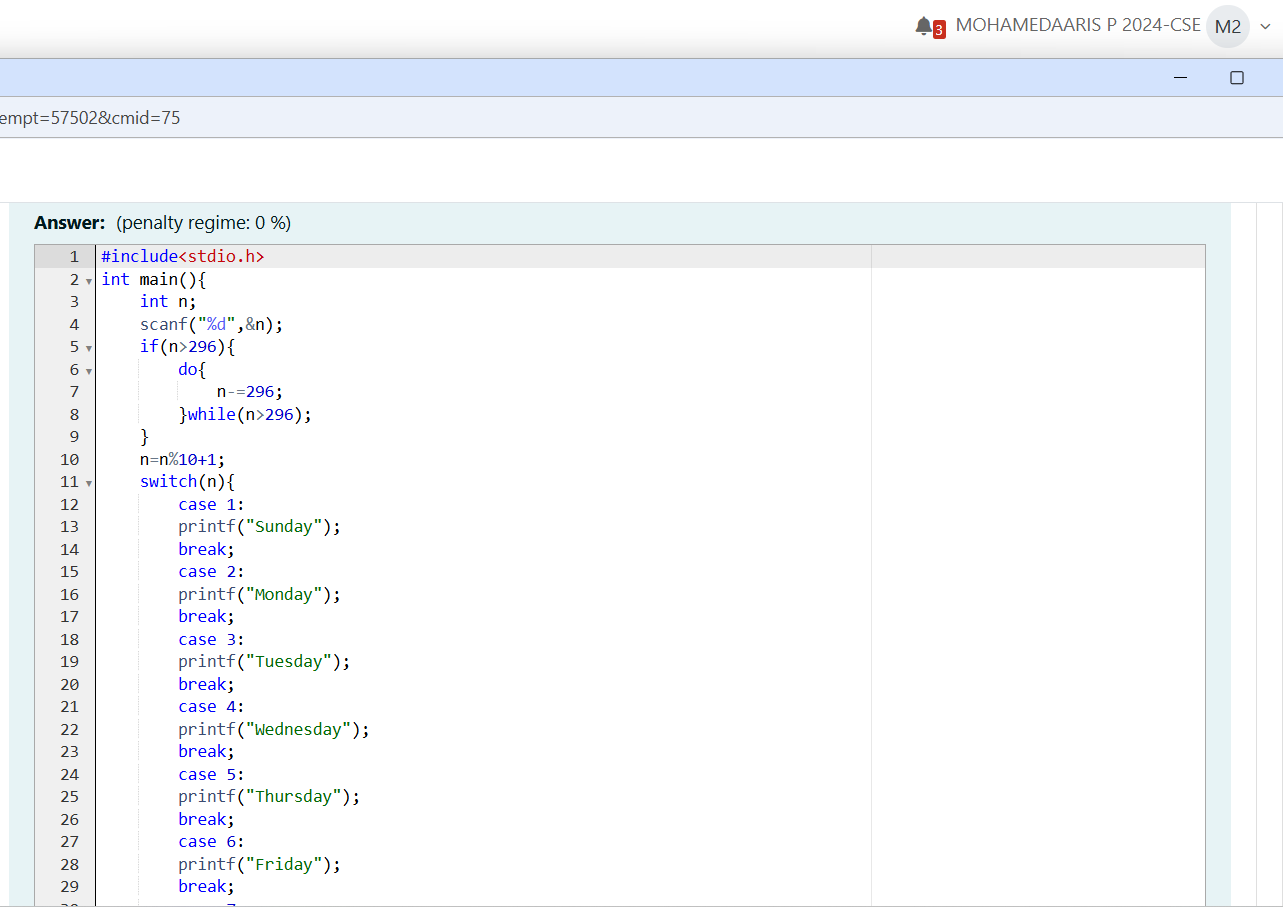 3 MOHAMEDAARIS P 2024-CSE M2
empt=57502&cmid=75
Answer: (penalty regime: 0 %)
1 #include<stdio.h>
2 int main(){
3 int n;
4 scanf("%d",&n);
5 if(n>296){
6 do{
7 n-=296;
8 }while(n>296);
9 }
10 n=n%10+1;
11 switch(n){
12 case 1:
13 printf("Sunday");
14 break;
15 case 2:
16 printf("Monday");
17 break;
18 case 3:
19 printf("Tuesday");
20 break;
21 case 4:
22 printf("Wednesday");
23 break;
24 case 5:
25 printf("Thursday");
26 break;
27 case 6:
28 printf("Friday");
29 break;